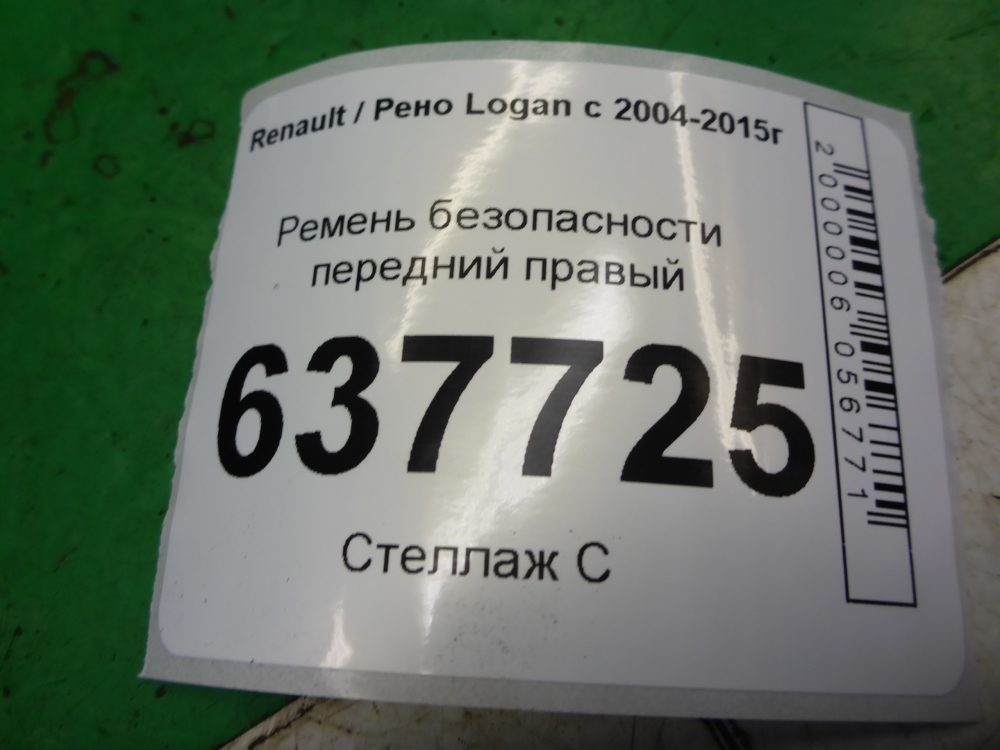 Renault / Рено Logan с 2004-2015г
Ремень безопасности
передний правый
637725
Стеллаж С
2000006056771